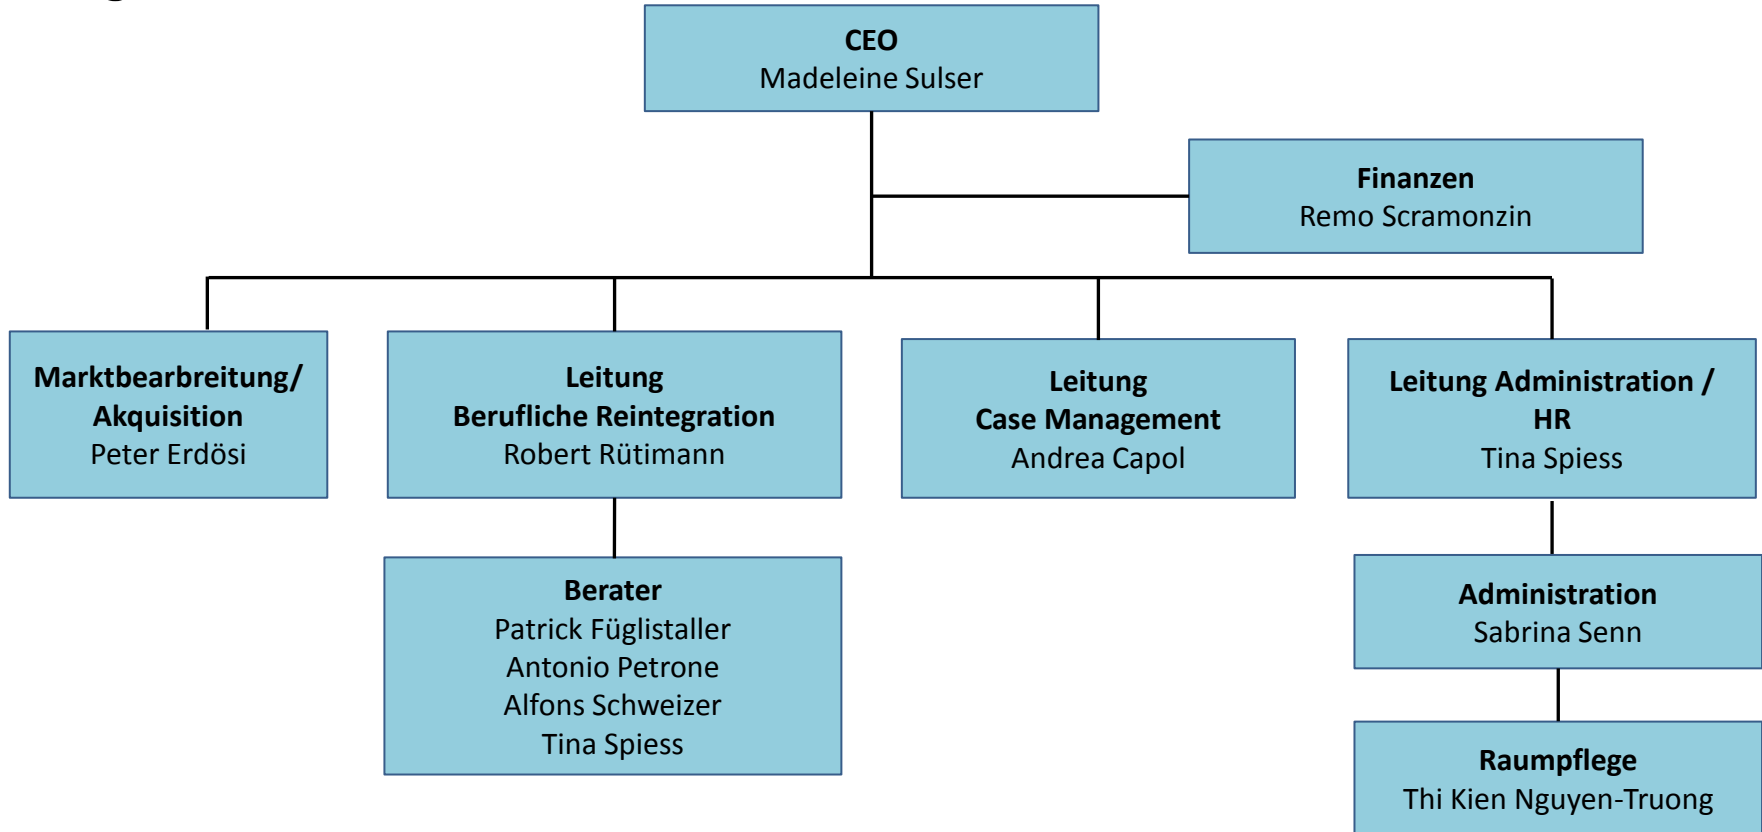 CEO
Madeleine Sulser
Finanzen
Remo Scramonzin
Marktbearbreitung/
Akquisition
Peter Erdösi
Leitung
Berufliche Reintegration
Robert Rütimann
Leitung
Case Management
Andrea Capol
Leitung Administration /
HR
Tina Spiess
Berater
Patrick Füglistaller
Antonio Petrone
Alfons Schweizer
Tina Spiess
Administration
Sabrina Senn
Raumpflege
Thi Kien Nguyen-Truong